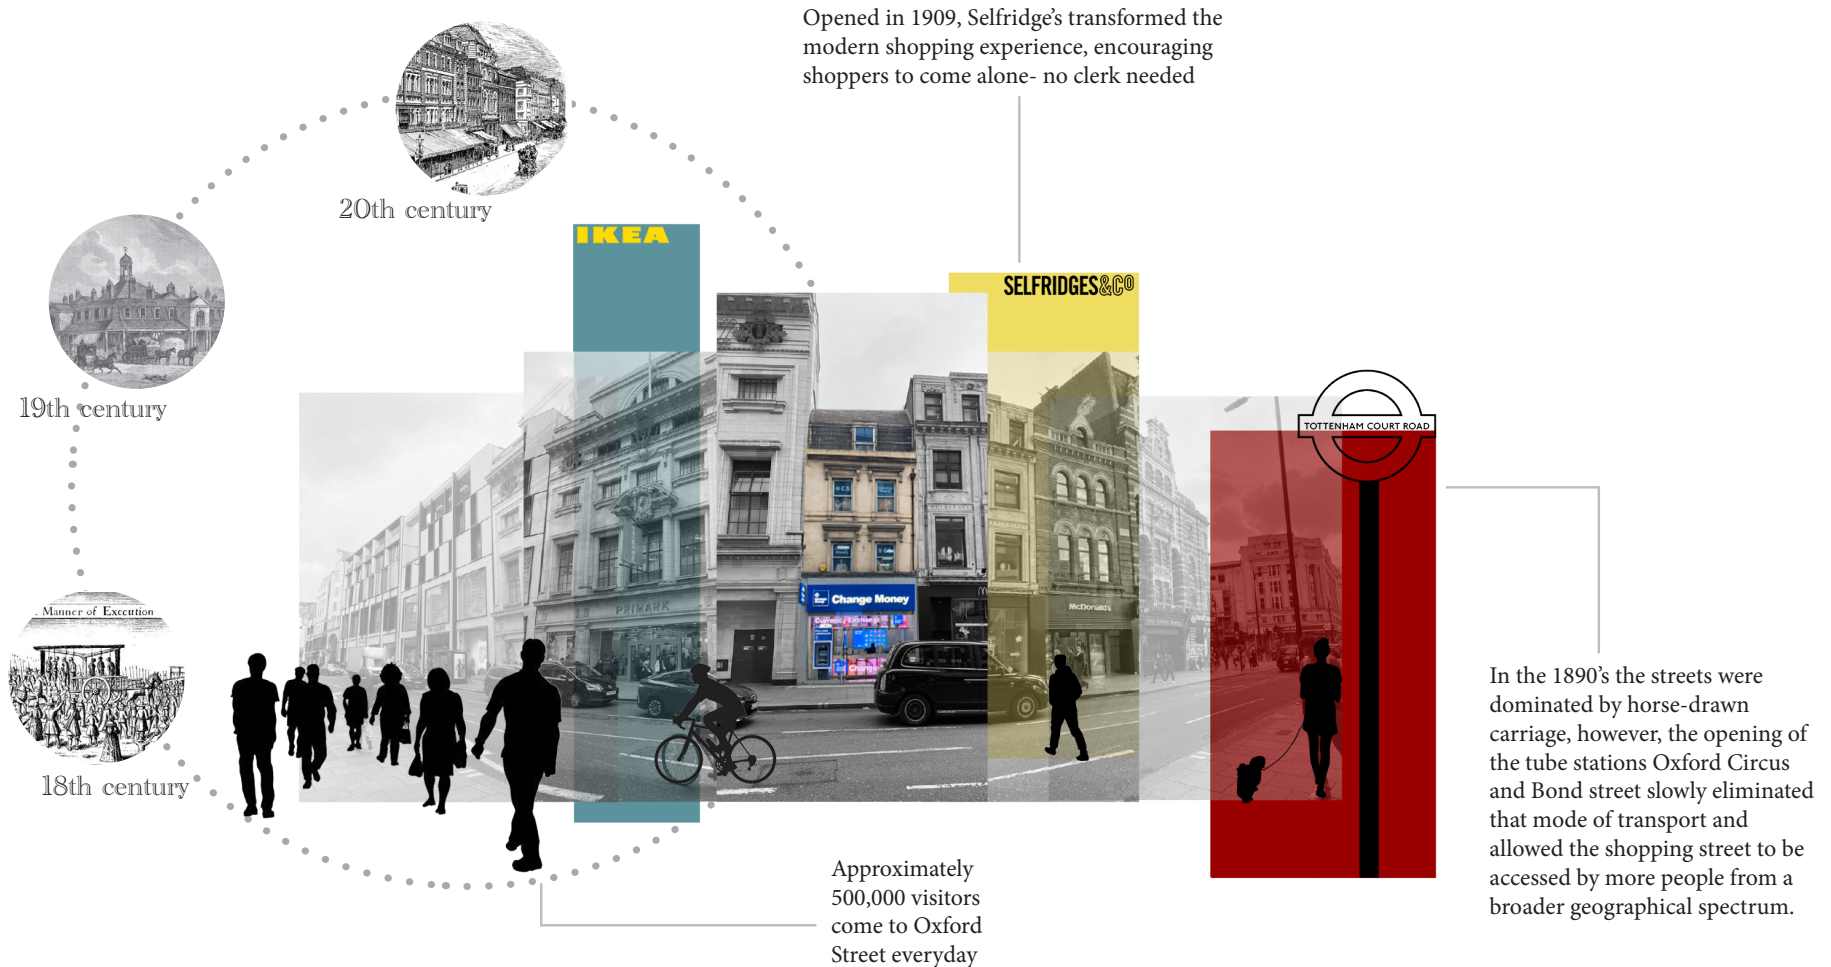 Opened in 1909, Selfridge's transformed the
modern shopping experience, encouraging
shoppers to come alone- no clerk needed
20th century
IKEA
SELFRIDGES&CO
19th century
TOTTENHAM COURT ROAD
Manner of Execution
PRIMARK
Change Money
McDonald's
Currency Exchange
Change
18th century
In the 1890's the streets were
dominated by horse-drawn
carriage, however, the opening of
the tube stations Oxford Circus
and Bond street slowly eliminated
that mode of transport and
allowed the shopping street to be
accessed by more people from a
broader geographical spectrum.
Approximately
500,000 visitors
come to Oxford
Street everyday